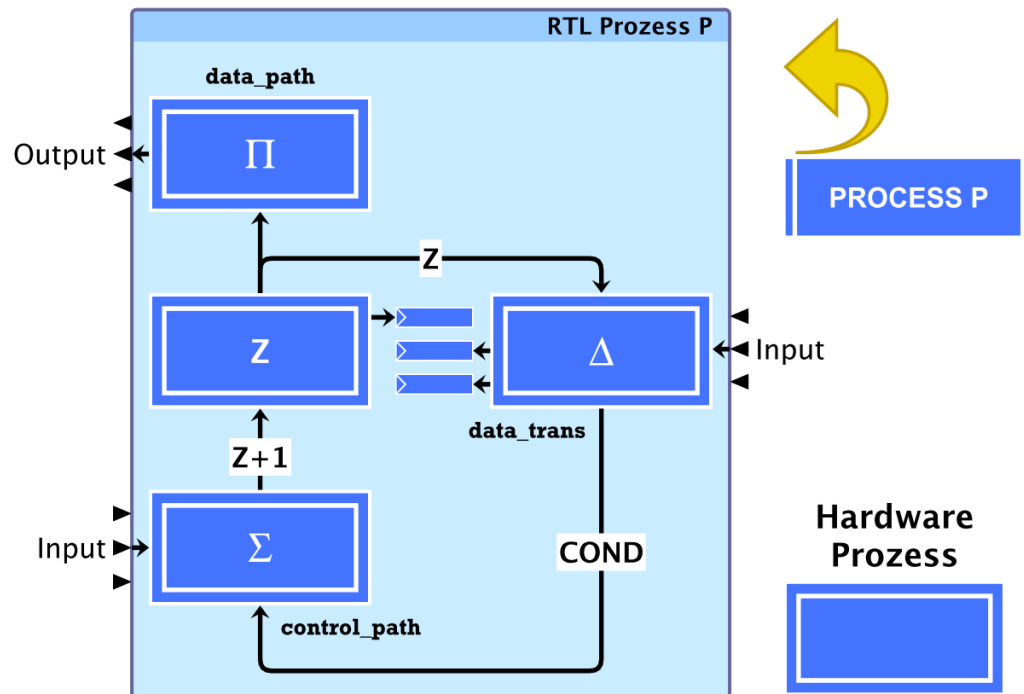 RTL Prozess P
data_path
Output
Π
PROCESS P
Z
Z
Δ
Input
data_trans
Z+1
Input
Σ
COND
control_path
Hardware
Prozess